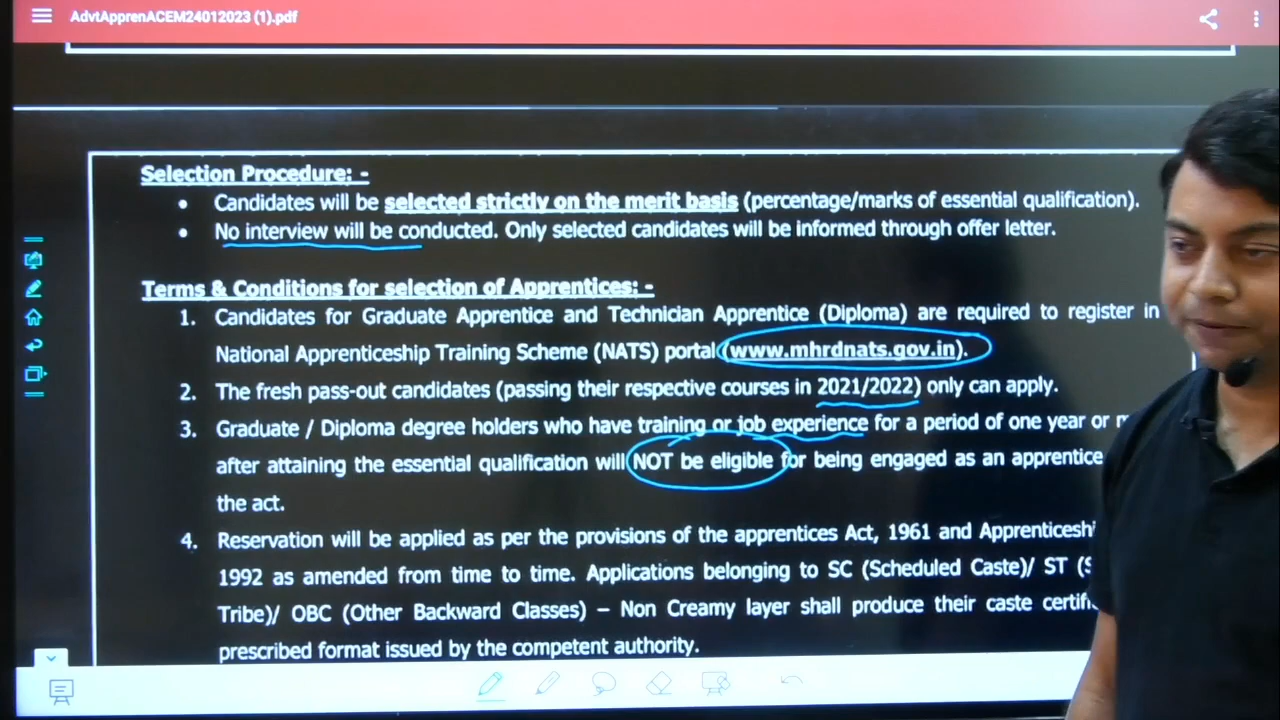 AdvtApprenACEM24012023 (1).pdf
Selection Procedure: -
• Candidates will be selected strictly on the merit basis (percentage/marks of essential qualification).
• No interview will be conducted. Only selected candidates will be informed through offer letter.
Terms & Conditions for selection of Apprentices: -
1. Candidates for Graduate Apprentice and Technician Apprentice (Diploma) are required to register in
National Apprenticeship Training Scheme (NATS) portal (www.mhrdnats.gov.in).
2. The fresh pass-out candidates (passing their respective courses in 2021/2022) only can apply.
3. Graduate / Diploma degree holders who have training or job experience for a period of one year or
after attaining the essential qualification will NOT be eligible for being engaged as an apprentice
the act.
4. Reservation will be applied as per the provisions of the apprentices Act, 1961 and
1992 as amended from time to time. Applications belonging to SC (Scheduled Caste)/ ST
Tribe)/ OBC (Other Backward Classes) – Non Creamy layer shall produce their caste
prescribed format issued by the competent authority.